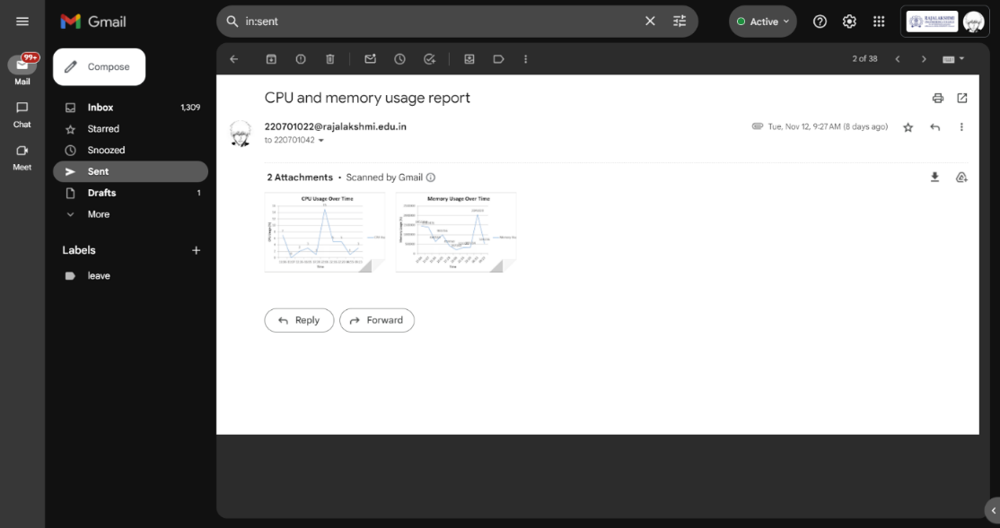 Gmail
in:sent
Active
RAJALAKSHMI
99+
Mail
Chat
Meet
Compose
Inbox 1,309
Starred
Snoozed
Sent
Drafts 1
More
Labels +
leave
2 of 38
CPU and memory usage report
220701022@rajalakshmi.edu.in
to 220701042
Tue, Nov 12, 9:27 AM (8 days ago)
2 Attachments • Scanned by Gmail
CPU Usage Over Time
Time
Memory Usage Over Time
Time
Reply
Forward